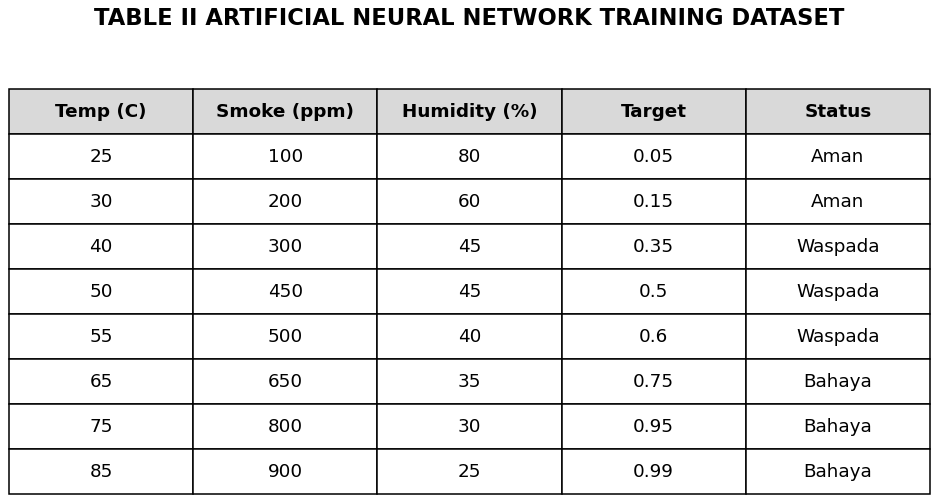 TABLE II ARTIFICIAL NEURAL NETWORK TRAINING DATASET
Temp (C) Smoke (ppm) Humidity (%) Target Status
25 100 80 0.05 Aman
30 200 60 0.15 Aman
40 300 45 0.35 Waspada
50 450 45 0.5 Waspada
55 500 40 0.6 Waspada
65 650 35 0.75 Bahaya
75 800 30 0.95 Bahaya
85 900 25 0.99 Bahaya